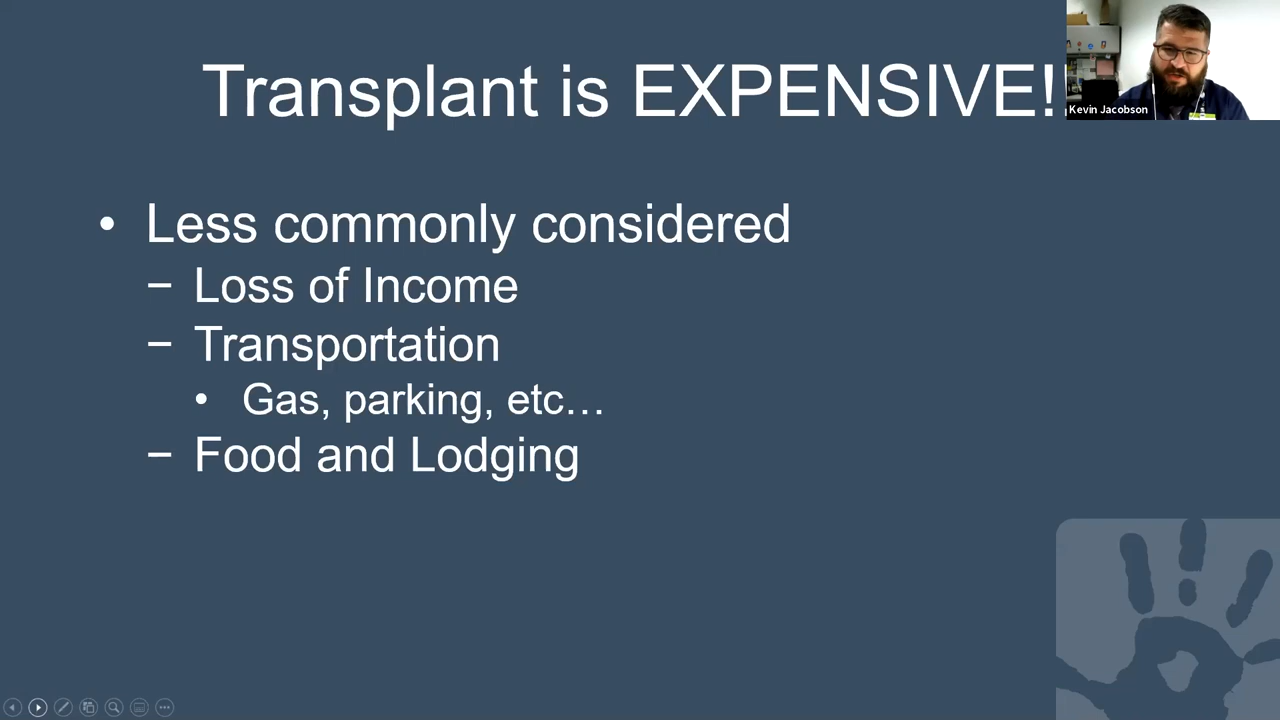 Transplant is EXPENSIVE!
Kevin Jacobson
• Less commonly considered
– Loss of Income
– Transportation
• Gas, parking, etc…
– Food and Lodging